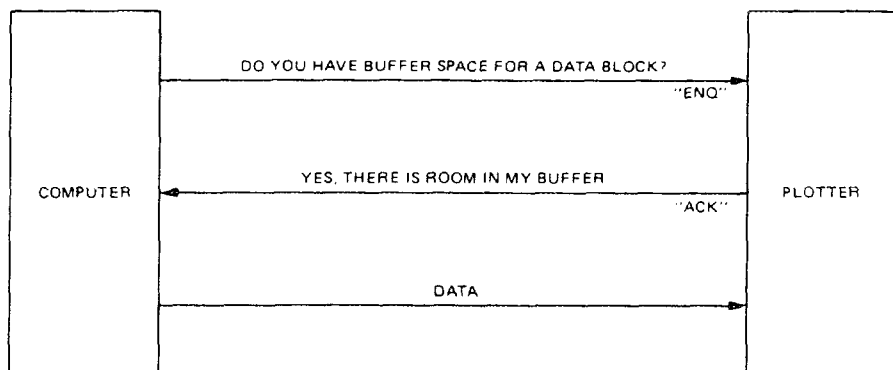 DO YOU HAVE BUFFER SPACE FOR A DATA BLOCK?
"ENQ"
YES, THERE IS ROOM IN MY BUFFER
COMPUTER
PLOTTER
"ACK"
DATA